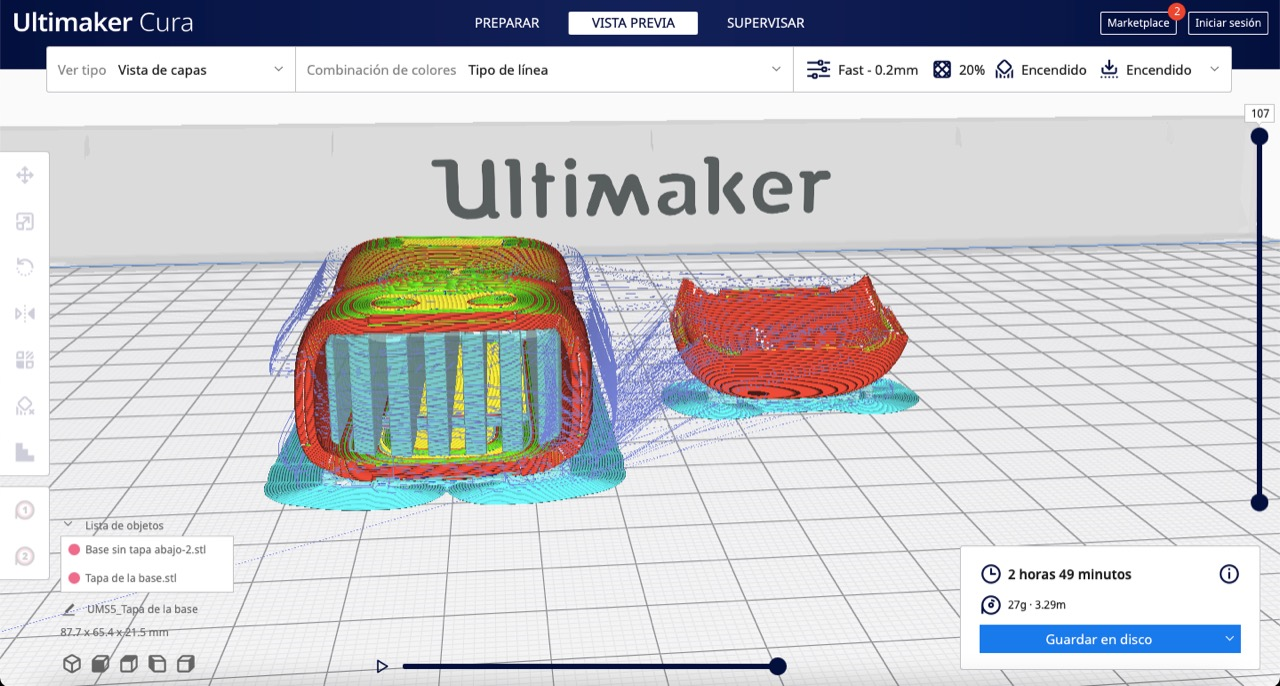 Ultimaker Cura
PREPARAR
VISTA PREVIA
SUPERVISAR
Marketplace
2
Iniciar sesión
Ver tipo Vista de capas
Combinación de colores Tipo de línea
Fast - 0.2mm
20%
Encendido
Encendido
107
Ultimaker
1
2
Lista de objetos
Base sin tapa abajo-2.stl
Tapa de la base.stl
UMS5_Tapa de la base
87.7 x 65.4 x 21.5 mm
2 horas 49 minutos
27g · 3.29m
Guardar en disco